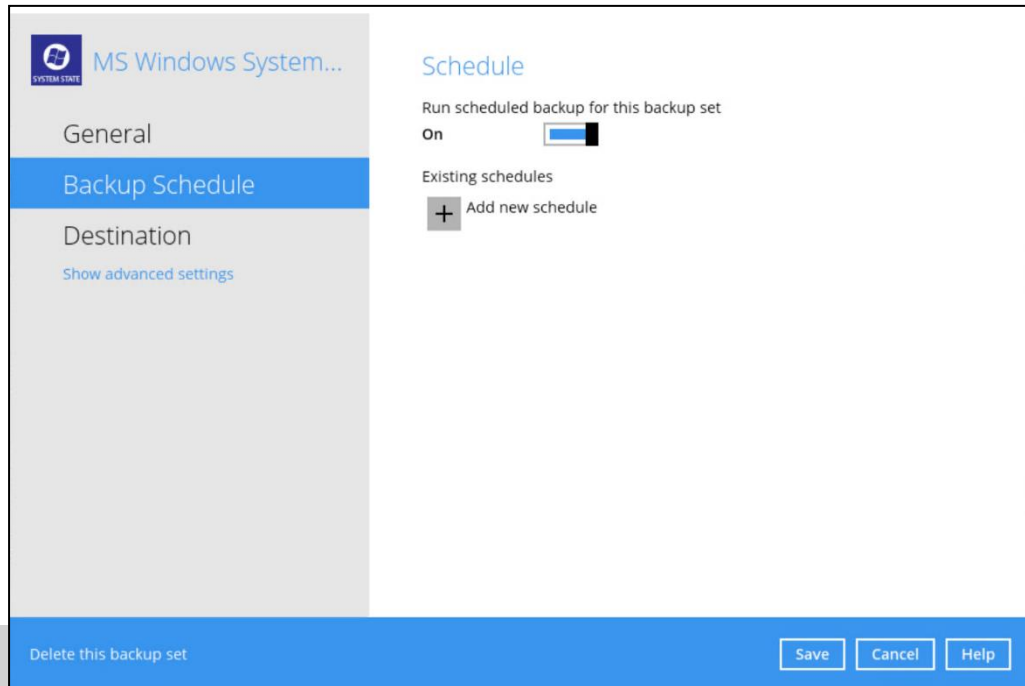 SYSTEM STATE
MS Windows System...
General
Backup Schedule
Destination
Show advanced settings
Schedule
Run scheduled backup for this backup set
On
Existing schedules
+ Add new schedule
Delete this backup set
Save Cancel Help